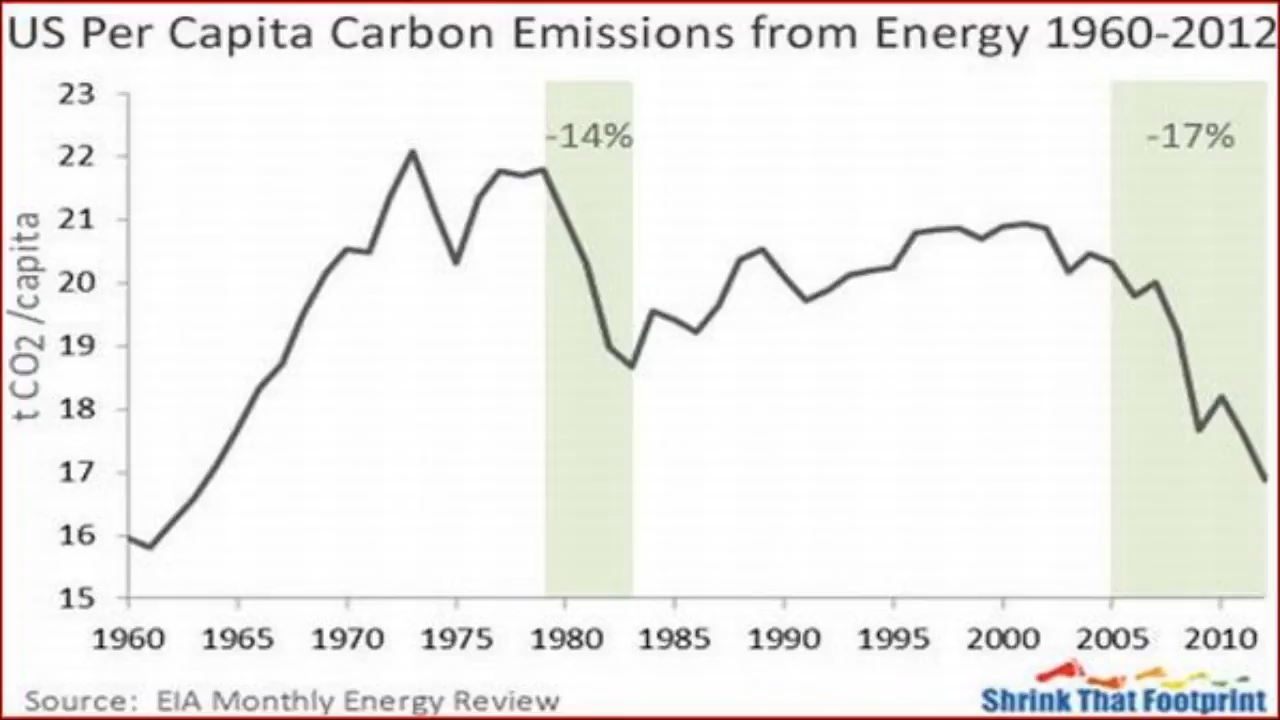 US Per Capita Carbon Emissions from Energy 1960-2012
t CO2 /capita
23
22
21
20
19
18
17
16
15
-14%
-17%
1960 1965 1970 1975 1980 1985 1990 1995 2000 2005 2010
Source: EIA Monthly Energy Review
Shrink That Footprint